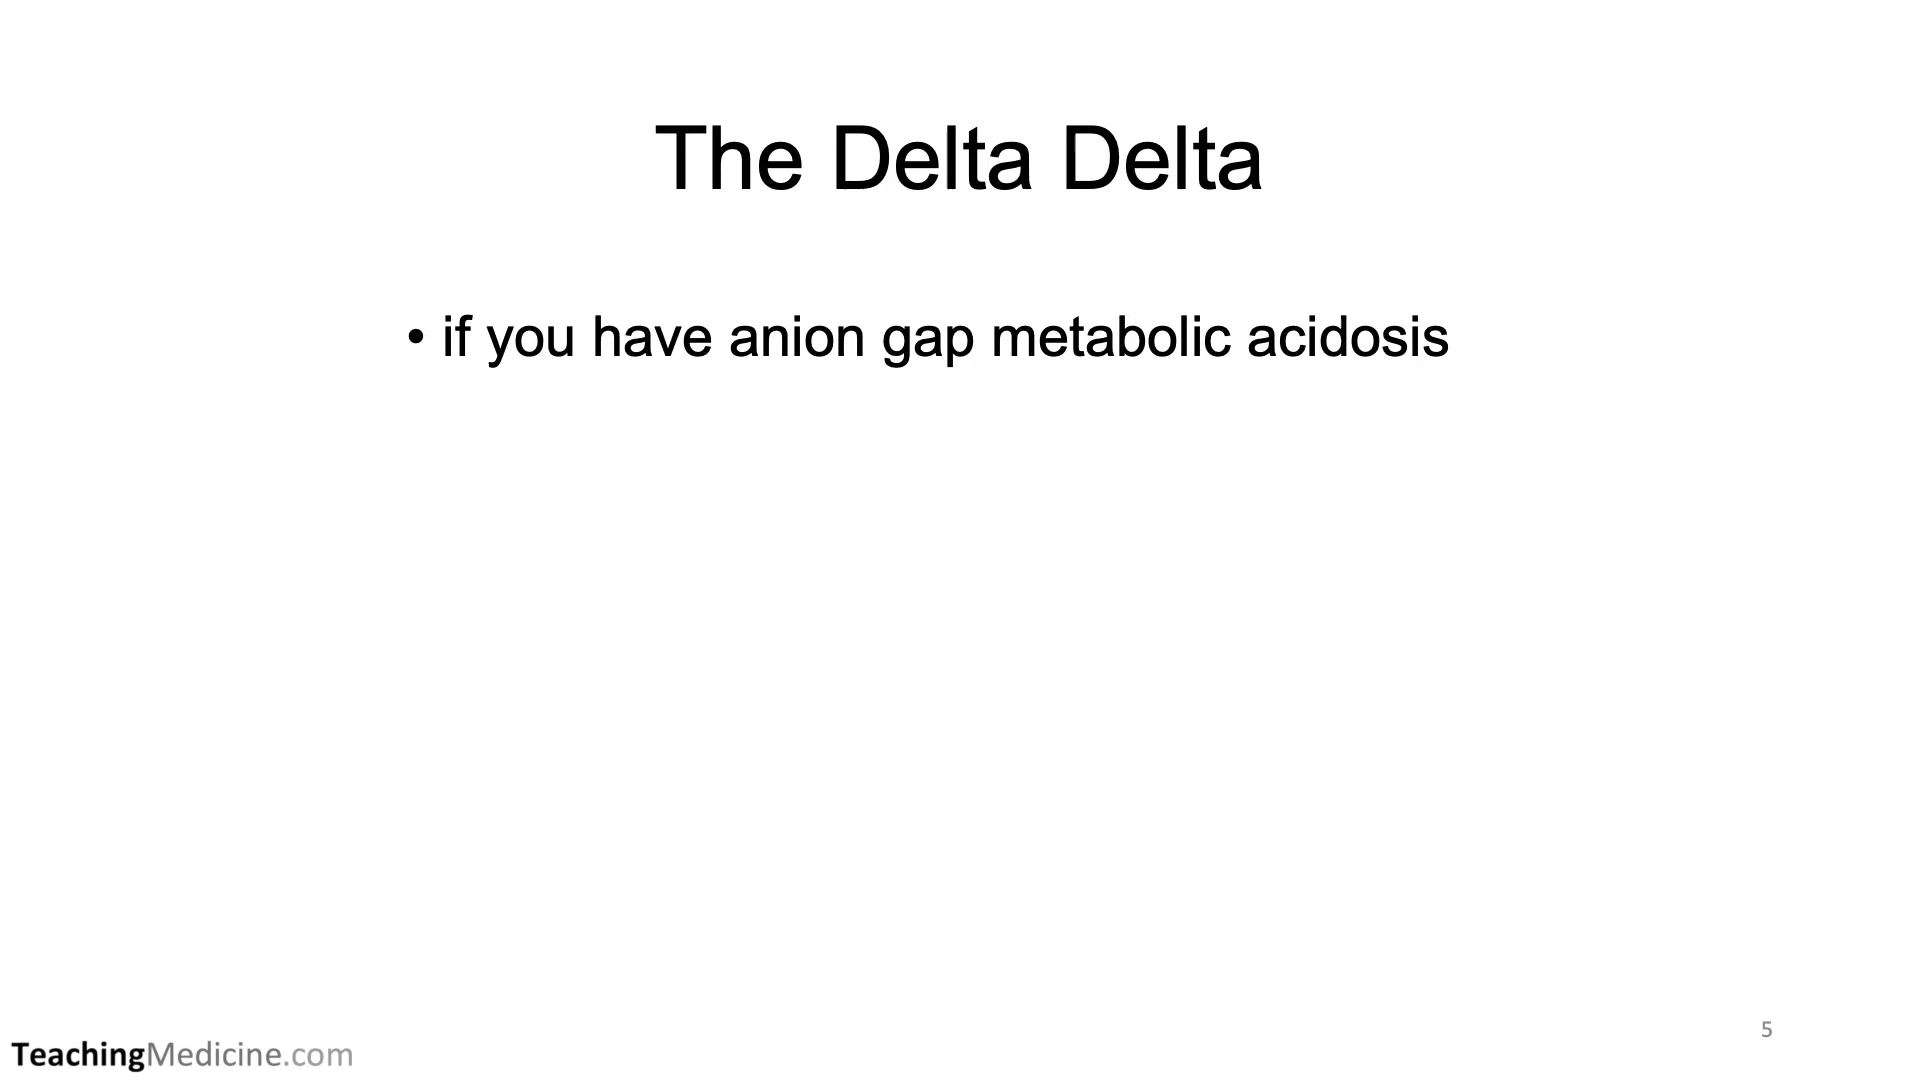 The Delta Delta
• if you have anion gap metabolic acidosis
5
TeachingMedicine.com